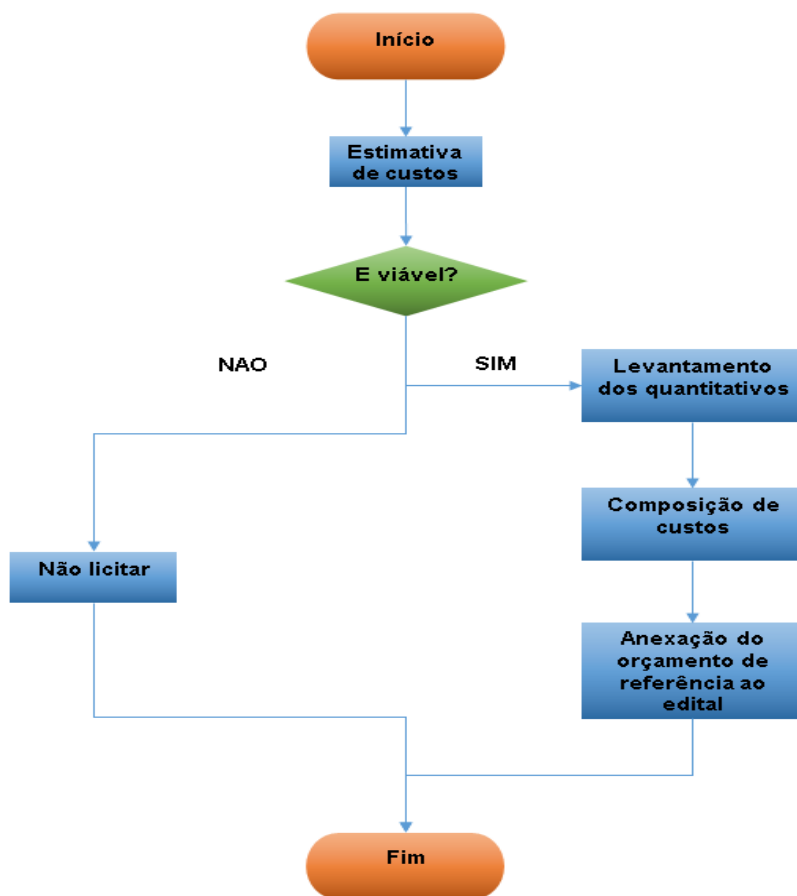 Início
Estimativa
de custos
E viável?
NAO
SIM
Levantamento
dos quantitativos
Composição de
custos
Não licitar
Anexação do
orçamento de
referência ao
edital
Fim